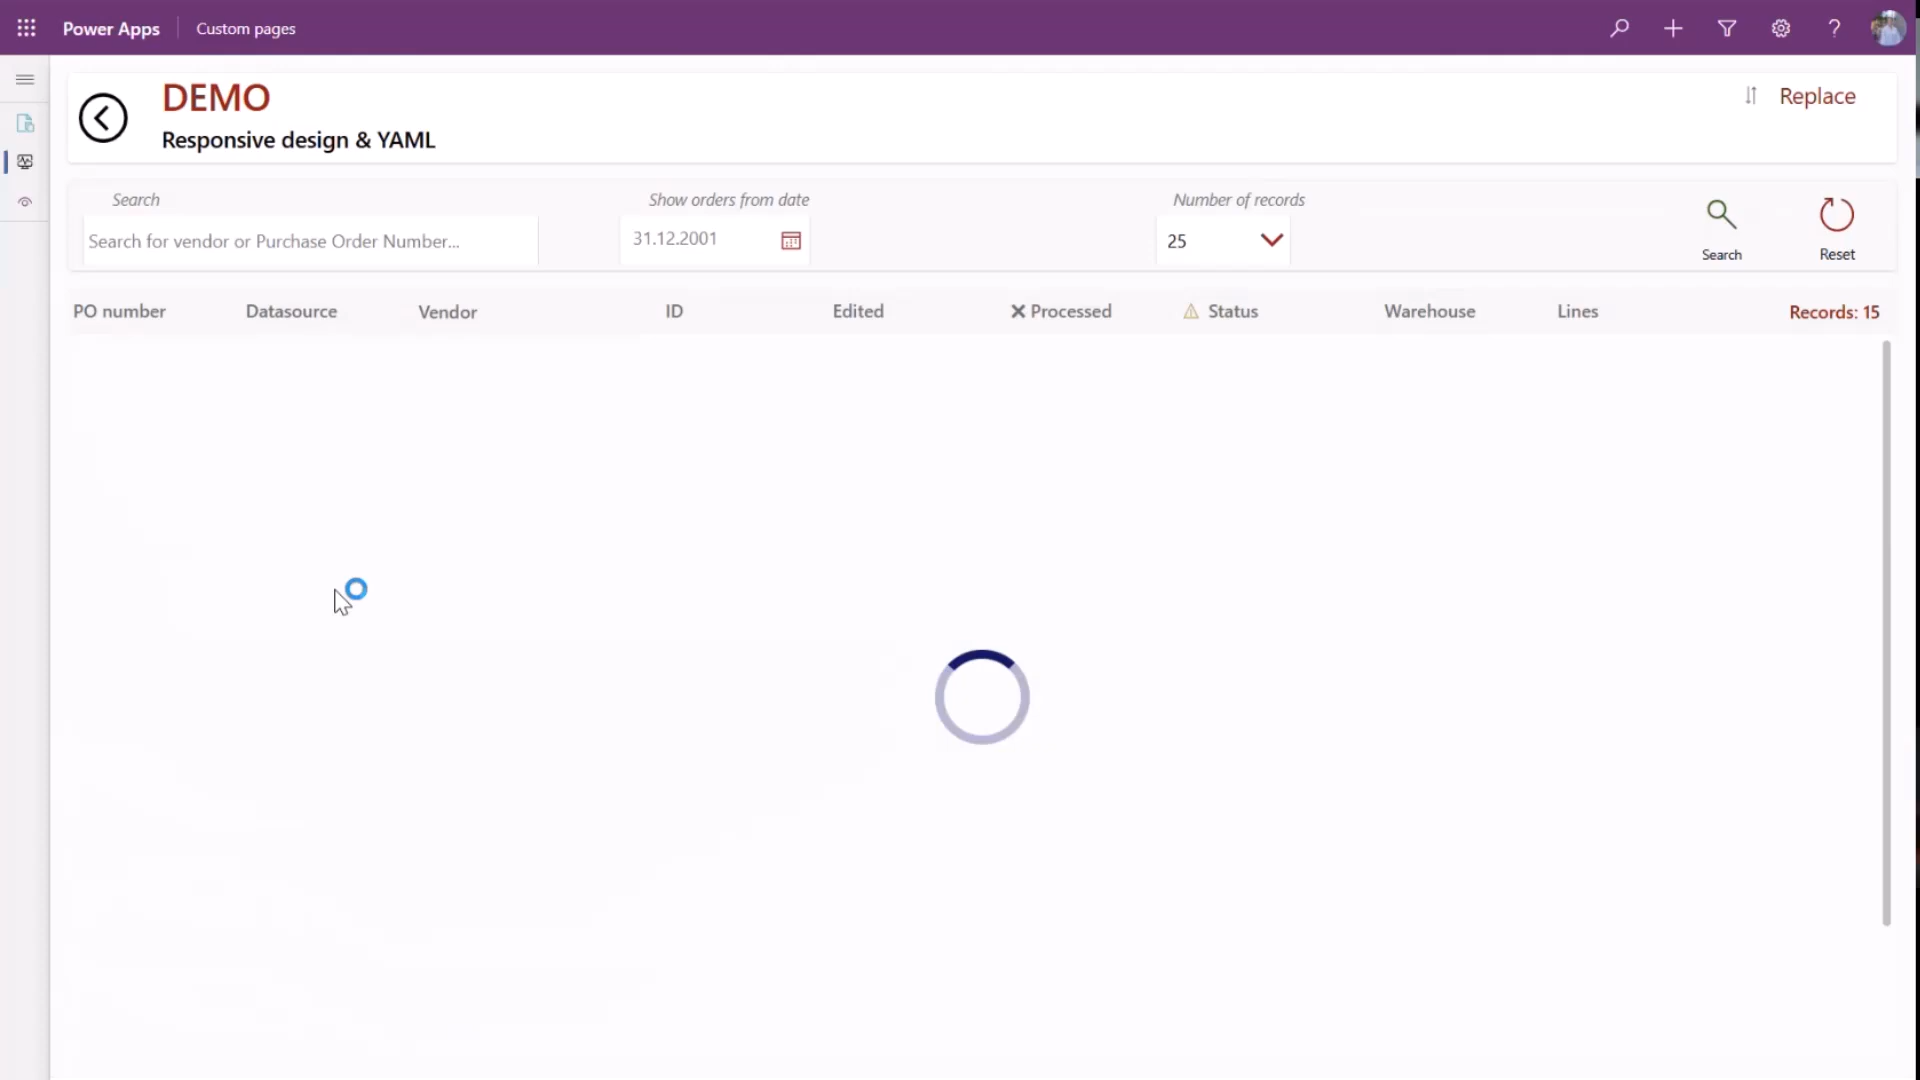 Power Apps
Custom pages
DEMO
Responsive design & YAML
Replace
Search
Show orders from date
Number of records
Search for vendor or Purchase Order Number...
31.12.2001
25
Search
Reset
PO number
Datasource
Vendor
ID
Edited
Processed
Status
Warehouse
Lines
Records: 15